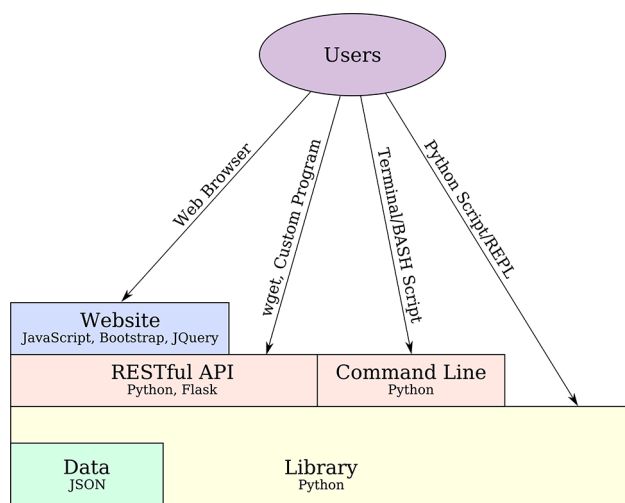 Users
Web Browser
wget, Custom Program
Terminal/BASH Script
Python Script/REPL
Website
JavaScript, Bootstrap, JQuery
RESTful API
Python, Flask
Command Line
Python
Data
JSON
Library
Python